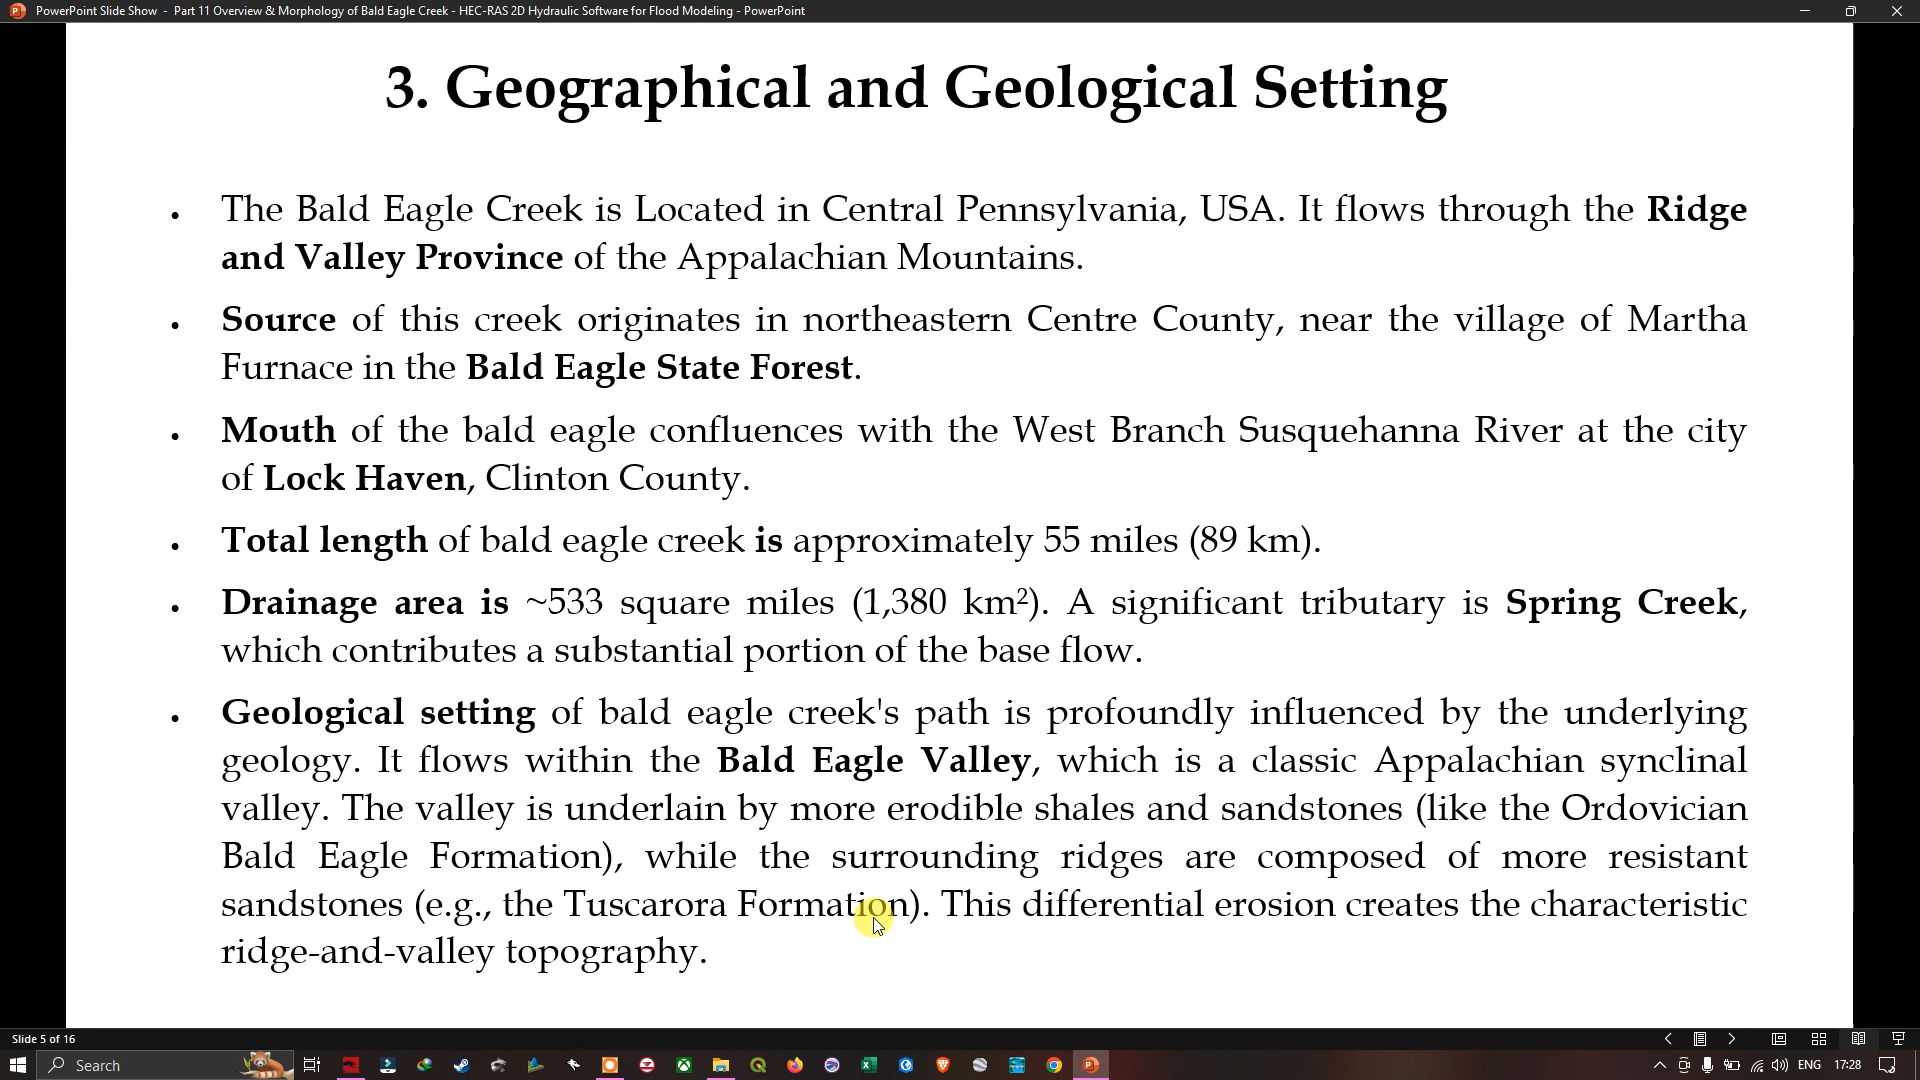 PowerPoint Slide Show - Part 11 Overview & Morphology of Bald Eagle Creek - HEC-RAS 2D Hydraulic Software for Flood Modeling - PowerPoint
3. Geographical and Geological Setting
• The Bald Eagle Creek is Located in Central Pennsylvania, USA. It flows through the Ridge
and Valley Province of the Appalachian Mountains.
• Source of this creek originates in northeastern Centre County, near the village of Martha
Furnace in the Bald Eagle State Forest.
• Mouth of the bald eagle confluences with the West Branch Susquehanna River at the city
of Lock Haven, Clinton County.
• Total length of bald eagle creek is approximately 55 miles (89 km).
• Drainage area is ~533 square miles (1,380 km²). A significant tributary is Spring Creek,
which contributes a substantial portion of the base flow.
• Geological setting of bald eagle creek's path is profoundly influenced by the underlying
geology. It flows within the Bald Eagle Valley, which is a classic Appalachian synclinal
valley. The valley is underlain by more erodible shales and sandstones (like the Ordovician
Bald Eagle Formation), while the surrounding ridges are composed of more resistant
sandstones (e.g., the Tuscarora Formation). This differential erosion creates the characteristic
ridge-and-valley topography.
Slide 5 of 16
Search
ENG 17:28